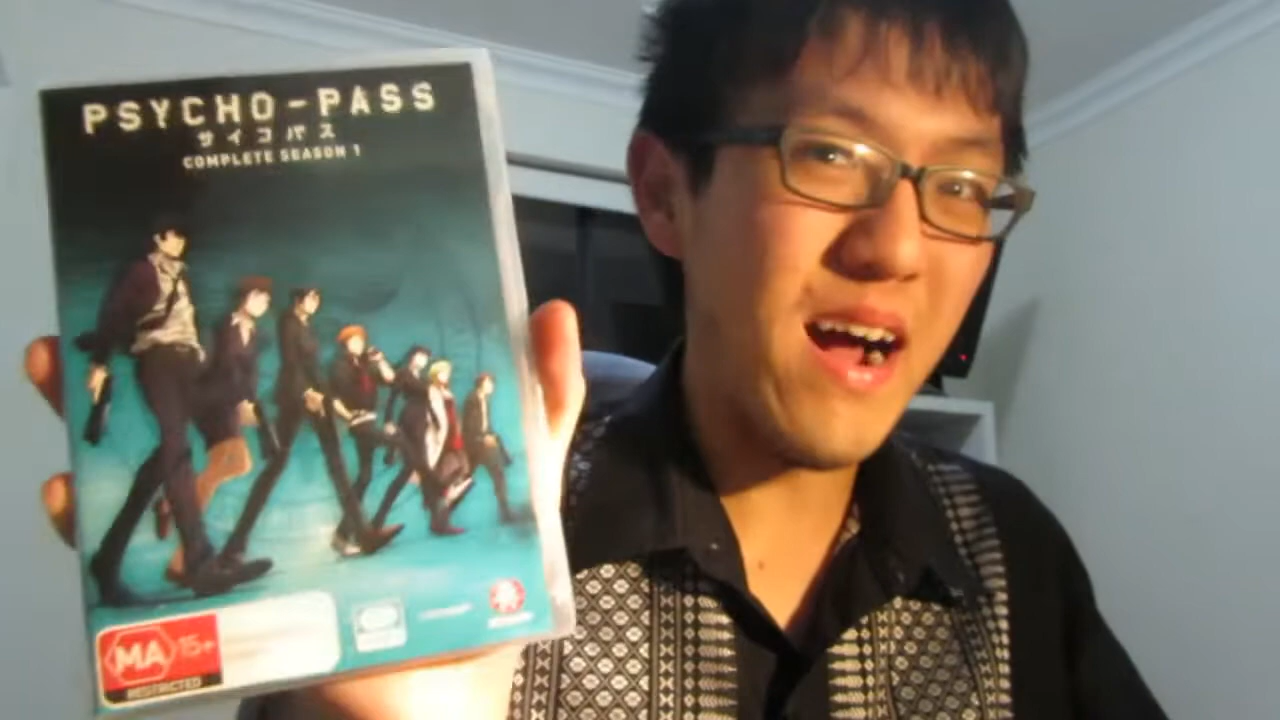 PSYCHO-PASS
サイコパス
COMPLETE SEASON 1
MA 15+
RESTRICTED